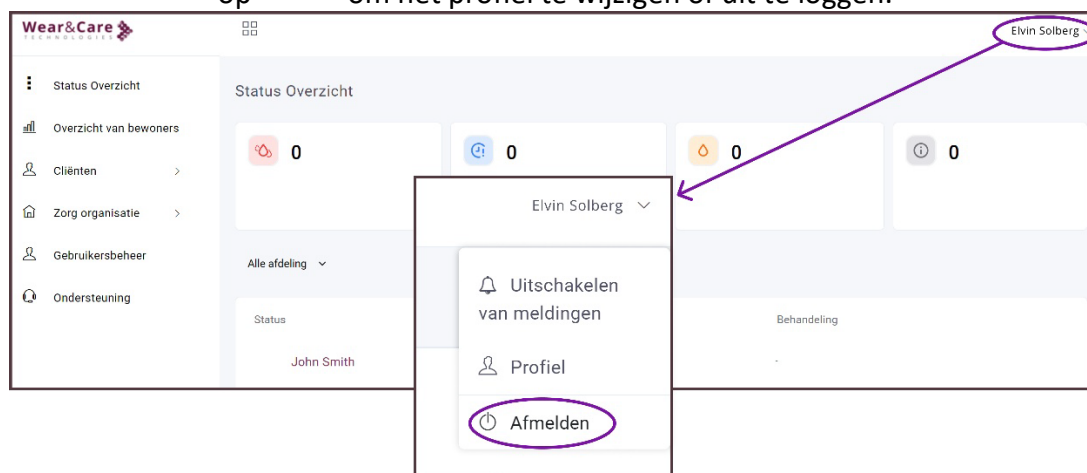 op om het profiel te wijzigen of uit te loggen.
Wear&Care
TECHNOLOGIES
Elvin Solberg
Status Overzicht
Overzicht van bewoners
Cliënten
Zorg organisatie
Gebruikersbeheer
Ondersteuning
Status Overzicht
0
0
0
0
Alle afdeling
Status
Behandeling
John Smith
-
Elvin Solberg
Uitschakelen
van meldingen
Profiel
Afmelden